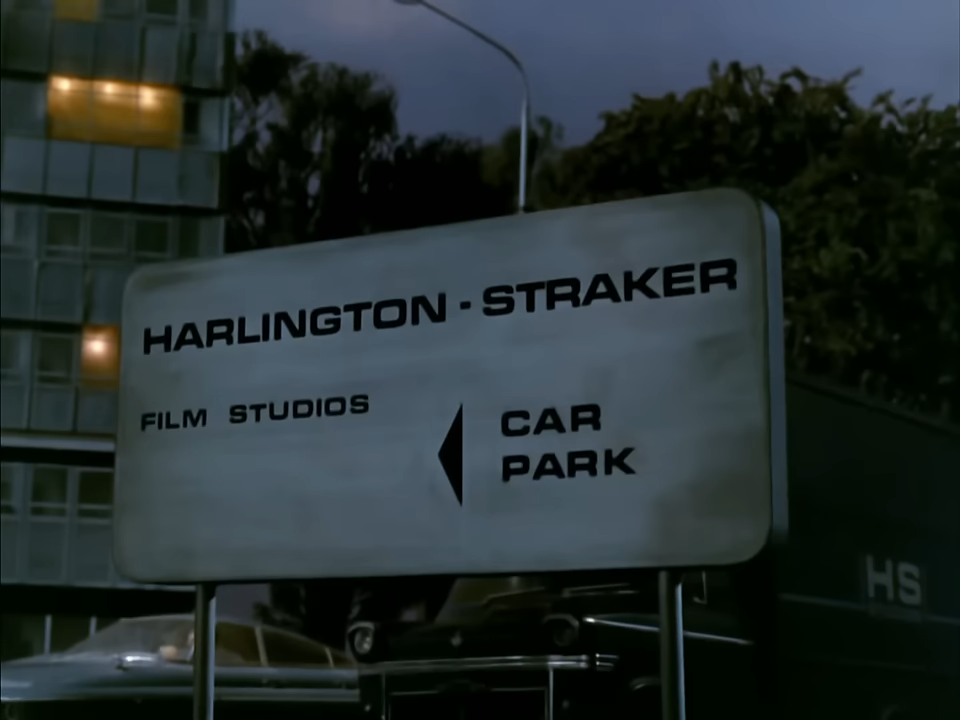 HARLINGTON - STRAKER
FILM STUDIOS
CAR
PARK
HS